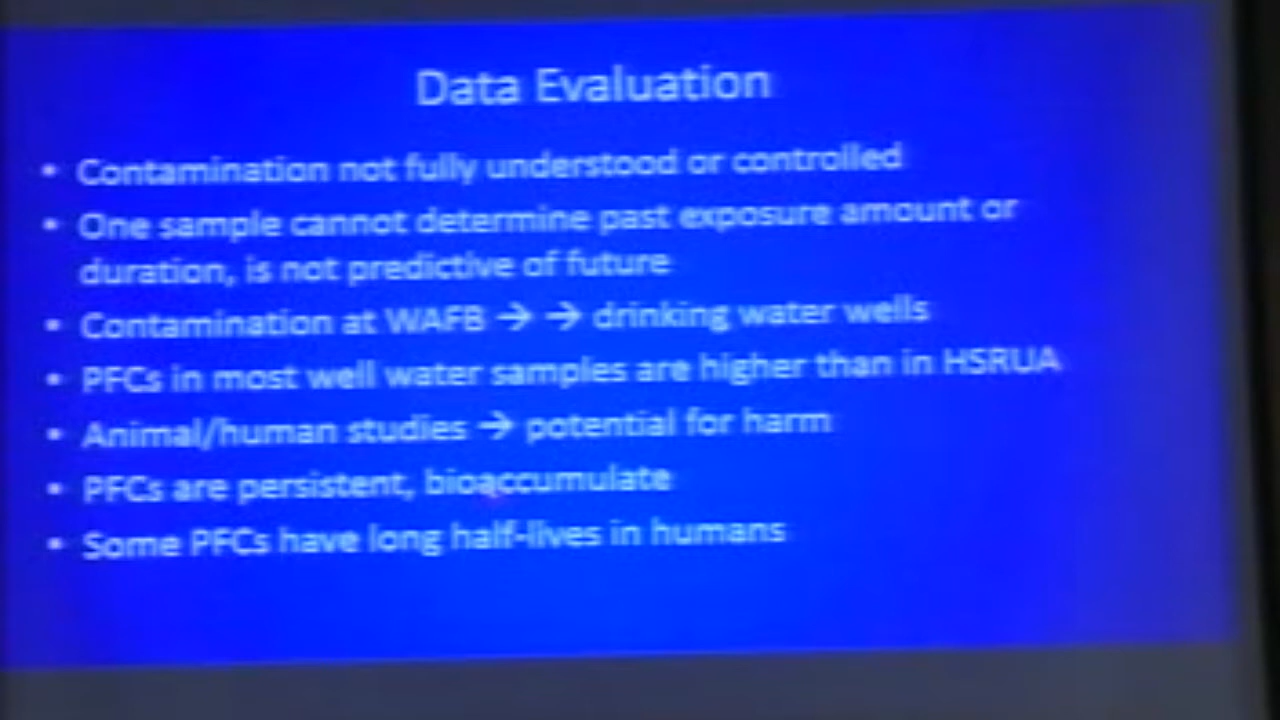 Data Evaluation
• Contamination not fully understood or controlled
• One sample cannot determine past exposure amount or
duration, is not predictive of future
• Contamination at WAFB → → drinking water wells
• PFCs in most well water samples are higher than in HSRUA
• Animal/human studies → potential for harm
• PFCs are persistent, bioaccumulate
• Some PFCs have long half-lives in humans